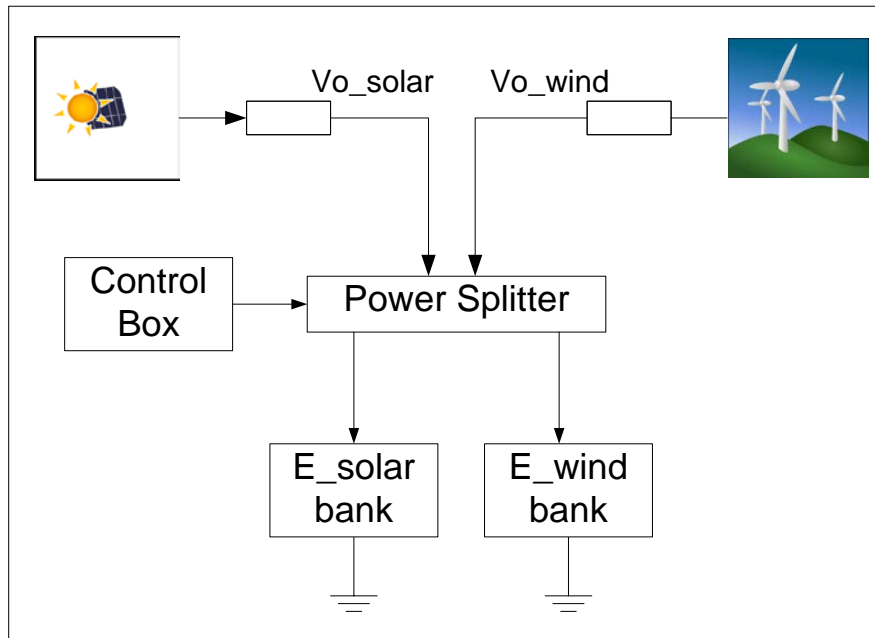 Vo_solar
Vo_wind
Control
Box
Power Splitter
E_solar
bank
E_wind
bank